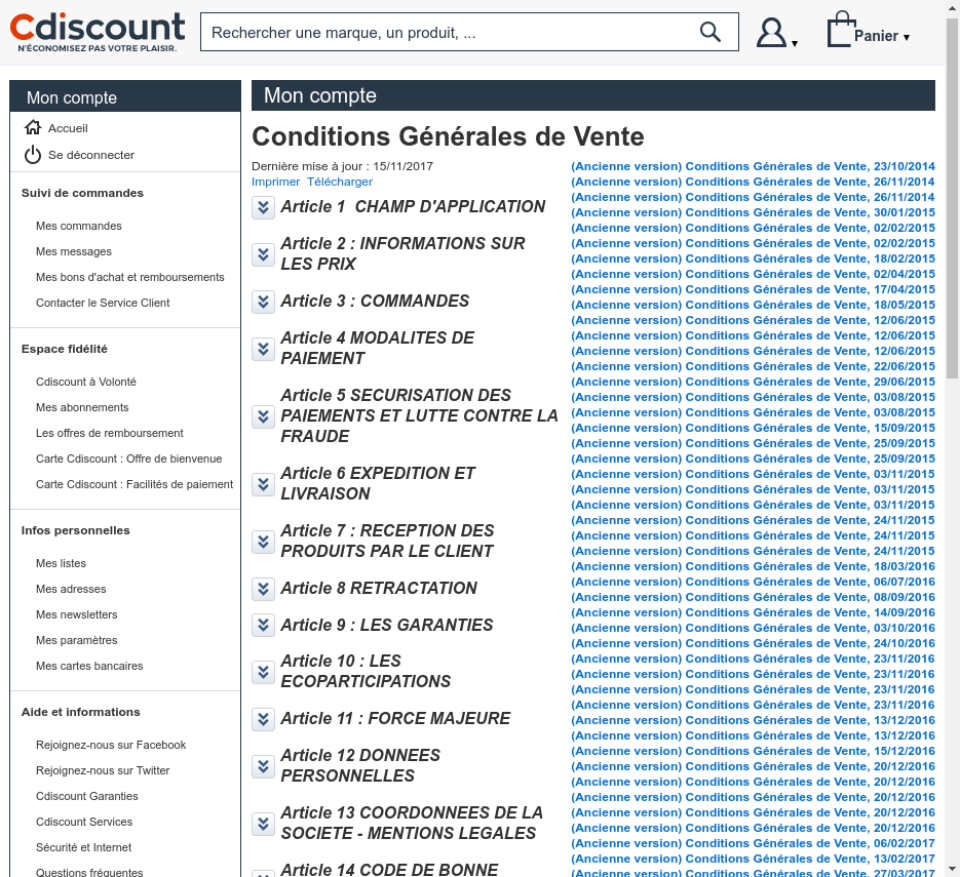 Cdiscount
N'ÉCONOMISEZ PAS VOTRE PLAISIR.
Rechercher une marque, un produit, ...
Panier
Mon compte
Accueil
Se déconnecter
Suivi de commandes
Mes commandes
Mes messages
Mes bons d'achat et remboursements
Contacter le Service Client
Espace fidélité
Cdiscount à Volonté
Mes abonnements
Les offres de remboursement
Carte Cdiscount : Offre de bienvenue
Carte Cdiscount : Facilités de paiement
Infos personnelles
Mes listes
Mes adresses
Mes newsletters
Mes paramètres
Mes cartes bancaires
Aide et informations
Rejoignez-nous sur Facebook
Rejoignez-nous sur Twitter
Cdiscount Garanties
Cdiscount Services
Sécurité et Internet
Questions fréquentes
Mon compte
Conditions Générales de Vente
Dernière mise à jour : 15/11/2017
Imprimer Télécharger
Article 1 CHAMP D'APPLICATION
Article 2 : INFORMATIONS SUR
LES PRIX
Article 3 : COMMANDES
Article 4 MODALITES DE
PAIEMENT
Article 5 SECURISATION DES
PAIEMENTS ET LUTTE CONTRE LA
FRAUDE
Article 6 EXPEDITION ET
LIVRAISON
Article 7 : RECEPTION DES
PRODUITS PAR LE CLIENT
Article 8 RETRACTATION
Article 9 : LES GARANTIES
Article 10 : LES
ECOPARTICIPATIONS
Article 11 : FORCE MAJEURE
Article 12 DONNEES
PERSONNELLES
Article 13 COORDONNEES DE LA
SOCIETE - MENTIONS LEGALES
Article 14 CODE DE BONNE
(Ancienne version) Conditions Générales de Vente, 23/10/2014
(Ancienne version) Conditions Générales de Vente, 26/11/2014
(Ancienne version) Conditions Générales de Vente, 26/11/2014
(Ancienne version) Conditions Générales de Vente, 30/01/2015
(Ancienne version) Conditions Générales de Vente, 02/02/2015
(Ancienne version) Conditions Générales de Vente, 02/02/2015
(Ancienne version) Conditions Générales de Vente, 18/02/2015
(Ancienne version) Conditions Générales de Vente, 02/04/2015
(Ancienne version) Conditions Générales de Vente, 17/04/2015
(Ancienne version) Conditions Générales de Vente, 18/05/2015
(Ancienne version) Conditions Générales de Vente, 12/06/2015
(Ancienne version) Conditions Générales de Vente, 12/06/2015
(Ancienne version) Conditions Générales de Vente, 12/06/2015
(Ancienne version) Conditions Générales de Vente, 22/06/2015
(Ancienne version) Conditions Générales de Vente, 29/06/2015
(Ancienne version) Conditions Générales de Vente, 03/08/2015
(Ancienne version) Conditions Générales de Vente, 03/08/2015
(Ancienne version) Conditions Générales de Vente, 15/09/2015
(Ancienne version) Conditions Générales de Vente, 25/09/2015
(Ancienne version) Conditions Générales de Vente, 25/09/2015
(Ancienne version) Conditions Générales de Vente, 03/11/2015
(Ancienne version) Conditions Générales de Vente, 03/11/2015
(Ancienne version) Conditions Générales de Vente, 03/11/2015
(Ancienne version) Conditions Générales de Vente, 24/11/2015
(Ancienne version) Conditions Générales de Vente, 24/11/2015
(Ancienne version) Conditions Générales de Vente, 24/11/2015
(Ancienne version) Conditions Générales de Vente, 18/03/2016
(Ancienne version) Conditions Générales de Vente, 06/07/2016
(Ancienne version) Conditions Générales de Vente, 08/09/2016
(Ancienne version) Conditions Générales de Vente, 14/09/2016
(Ancienne version) Conditions Générales de Vente, 03/10/2016
(Ancienne version) Conditions Générales de Vente, 24/10/2016
(Ancienne version) Conditions Générales de Vente, 23/11/2016
(Ancienne version) Conditions Générales de Vente, 23/11/2016
(Ancienne version) Conditions Générales de Vente, 23/11/2016
(Ancienne version) Conditions Générales de Vente, 23/11/2016
(Ancienne version) Conditions Générales de Vente, 13/12/2016
(Ancienne version) Conditions Générales de Vente, 13/12/2016
(Ancienne version) Conditions Générales de Vente, 15/12/2016
(Ancienne version) Conditions Générales de Vente, 20/12/2016
(Ancienne version) Conditions Générales de Vente, 20/12/2016
(Ancienne version) Conditions Générales de Vente, 20/12/2016
(Ancienne version) Conditions Générales de Vente, 20/12/2016
(Ancienne version) Conditions Générales de Vente, 20/12/2016
(Ancienne version) Conditions Générales de Vente, 06/02/2017
(Ancienne version) Conditions Générales de Vente, 13/02/2017
(Ancienne version) Conditions Générales de Vente, 27/03/2017